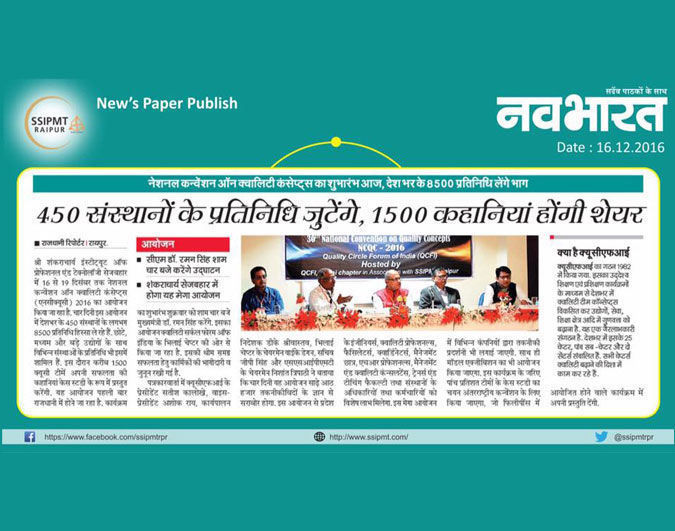 SSIPMT
RAIPUR
New's Paper Publish
सदैव पाठकों के साथ
नवभारत
Date : 16.12.2016
नेशनल कन्वेंशन ऑन क्वालिटी कंसेप्ट्स का शुभारंभ आज, देश भर के 8500 प्रतिनिधि लेंगे भाग
450 संस्थानों के प्रतिनिधि जुटेंगे, 1500 कहानियां होंगी शेयर
■ राजधानी रिपोर्टर। रायपुर.
श्री शंकराचार्य इंस्टीट्यूट ऑफ
प्रोफेशनल एंड टेक्नोलॉजी सेजबहार
में 16 से 19 दिसंबर तक नेशनल
कन्वेंशन ऑन क्वालिटी कंसेप्ट्स
(एनसीक्यूसी) 2016 का आयोजन
किया जा रहा है. चार दिनी इस आयोजन
में देशभर के 450 संस्थानों के लगभग
8500 प्रतिनिधि हिस्सा ले रहे हैं. छोटे,
मध्यम और बड़े उद्योगों के साथ
विभिन्न संस्थाओं के प्रतिनिधि भी इसमें
शामिल हैं. इस दौरान करीब 1500
क्यूसी टीमें अपनी सफलता की
कहानियां केस स्टडी के रूप में प्रस्तुत
करेंगी. यह आयोजन पहली बार
राजधानी में होने जा रहा है. कार्यक्रम
आयोजन
■ सीएम डॉ. रमन सिंह शाम
चार बजे करेंगे उद्घाटन
■ शंकराचार्य सेजबहार में
होगा यह मेगा आयोजन
का शुभारंभ शुक्रवार को शाम चार बजे
मुख्यमंत्री डॉ. रमन सिंह करेंगे. इसका
आयोजन क्वालिटी सर्कल फोरम ऑफ
इंडिया के भिलाई चेप्टर की ओर से
किया जा रहा है. इसकी थीम समग्र
सफलता हेतु कार्मिकों की भागीदारी व
जुनून रखी गई है.
पत्रकारवार्ता में क्यूसीएफआई के
प्रेसीडेंट सतीश कालोखे, वाइस-
प्रेसीडेंट अशोक राय, कार्यपालन
30th National Convention on Quality Concepts
NCQC - 2016
Quality Circle Forum of India (QCFI)
Hosted by
QCFI, chapter in Association with SSIPMT, Raipur
निदेशक डीके श्रीवास्तव, भिलाई
चेप्टर के चेयरमेन बाईके डेगन, सचिव
जीपी सिंह और एसएसआईपीएमटी
के चेयरमेन निशांत त्रिपाठी ने बताया
कि चार दिनी यह आयोजन साढ़े आठ
हजार तकनीकीविदों के ज्ञान से
सराबोर होगा. इस आयोजन से प्रदेश
के इंजीनियर्स, क्वालिटी प्रोफेशनल्स,
फैसिलेटर्स, क्वार्डिनेटर्स, मैनेजमेंट
छात्र, एचआर प्रोफेशनल्स, मैनेजमेंट
एंड क्वालिटी कंसल्टेंट्स, ट्रेनर्स एंड
टीचिंग फैकल्टी तथा संस्थानों के
अधिकारियों तथा कर्मचारियों को
विशेष लाभ मिलेगा. इस मेगा आयोजन
में विभिन्न कंपनियों द्वारा तकनीकी
प्रदर्शनी भी लगाई जाएगी. साथ ही
मॉडल एक्जीबिशन का भी आयोजन
किया जाएगा. इस कार्यक्रम के जरिए
पांच प्रतिशत टीमों के केस स्टडी का
चयन अंतरराष्ट्रीय कन्वेंशन के लिए
किया जाएगा, जो फिलीपींस में
क्या है क्यूसीएफआई
क्यूसीएफआई का गठन 1982
में किया गया. इसका उद्देश्य
शिक्षण एवं प्रशिक्षण कार्यक्रमों
के माध्यम से देशभर में
क्वालिटी टीम कॉन्सेप्ट्स
विकसित कर उद्योगों, सेवा,
शिक्षा क्षेत्र आदि में गुणवत्ता को
बढ़ाना है. यह एक गैरलाभकारी
संगठन है. देशभर में इसके 25
चेप्टर, पांच सब -चेप्टर और दो
सेंटर्स संचालित हैं. सभी चेप्टर्स
क्वालिटी बढ़ाने की दिशा में
काम कर रहे हैं.
आयोजित होने वाले कार्यक्रम में
अपनी प्रस्तुति देंगी.
https://www.facebook.com/ssipmtrpr
http://www.ssipmt.com/
@ssipmtrpr